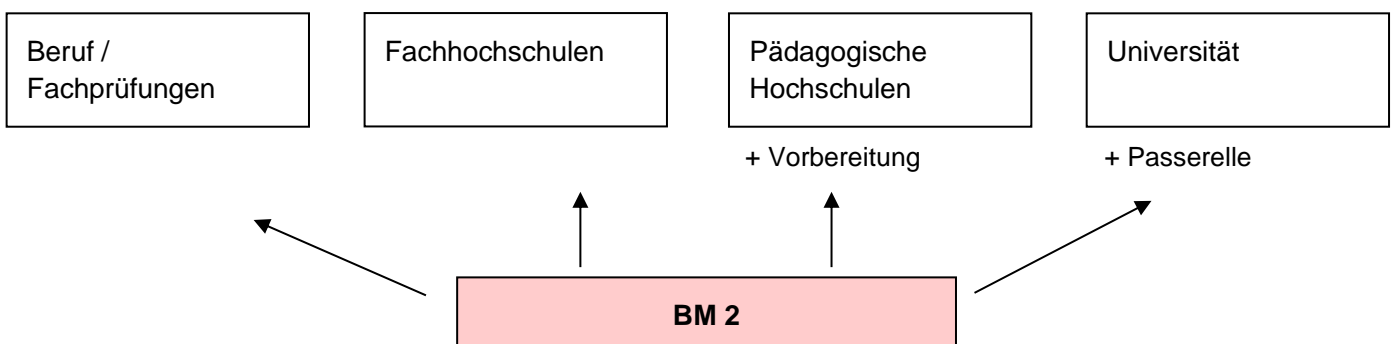 Beruf /
Fachprüfungen
Fachhochschulen
Pädagogische
Hochschulen
Universität
+ Vorbereitung
+ Passerelle
BM 2